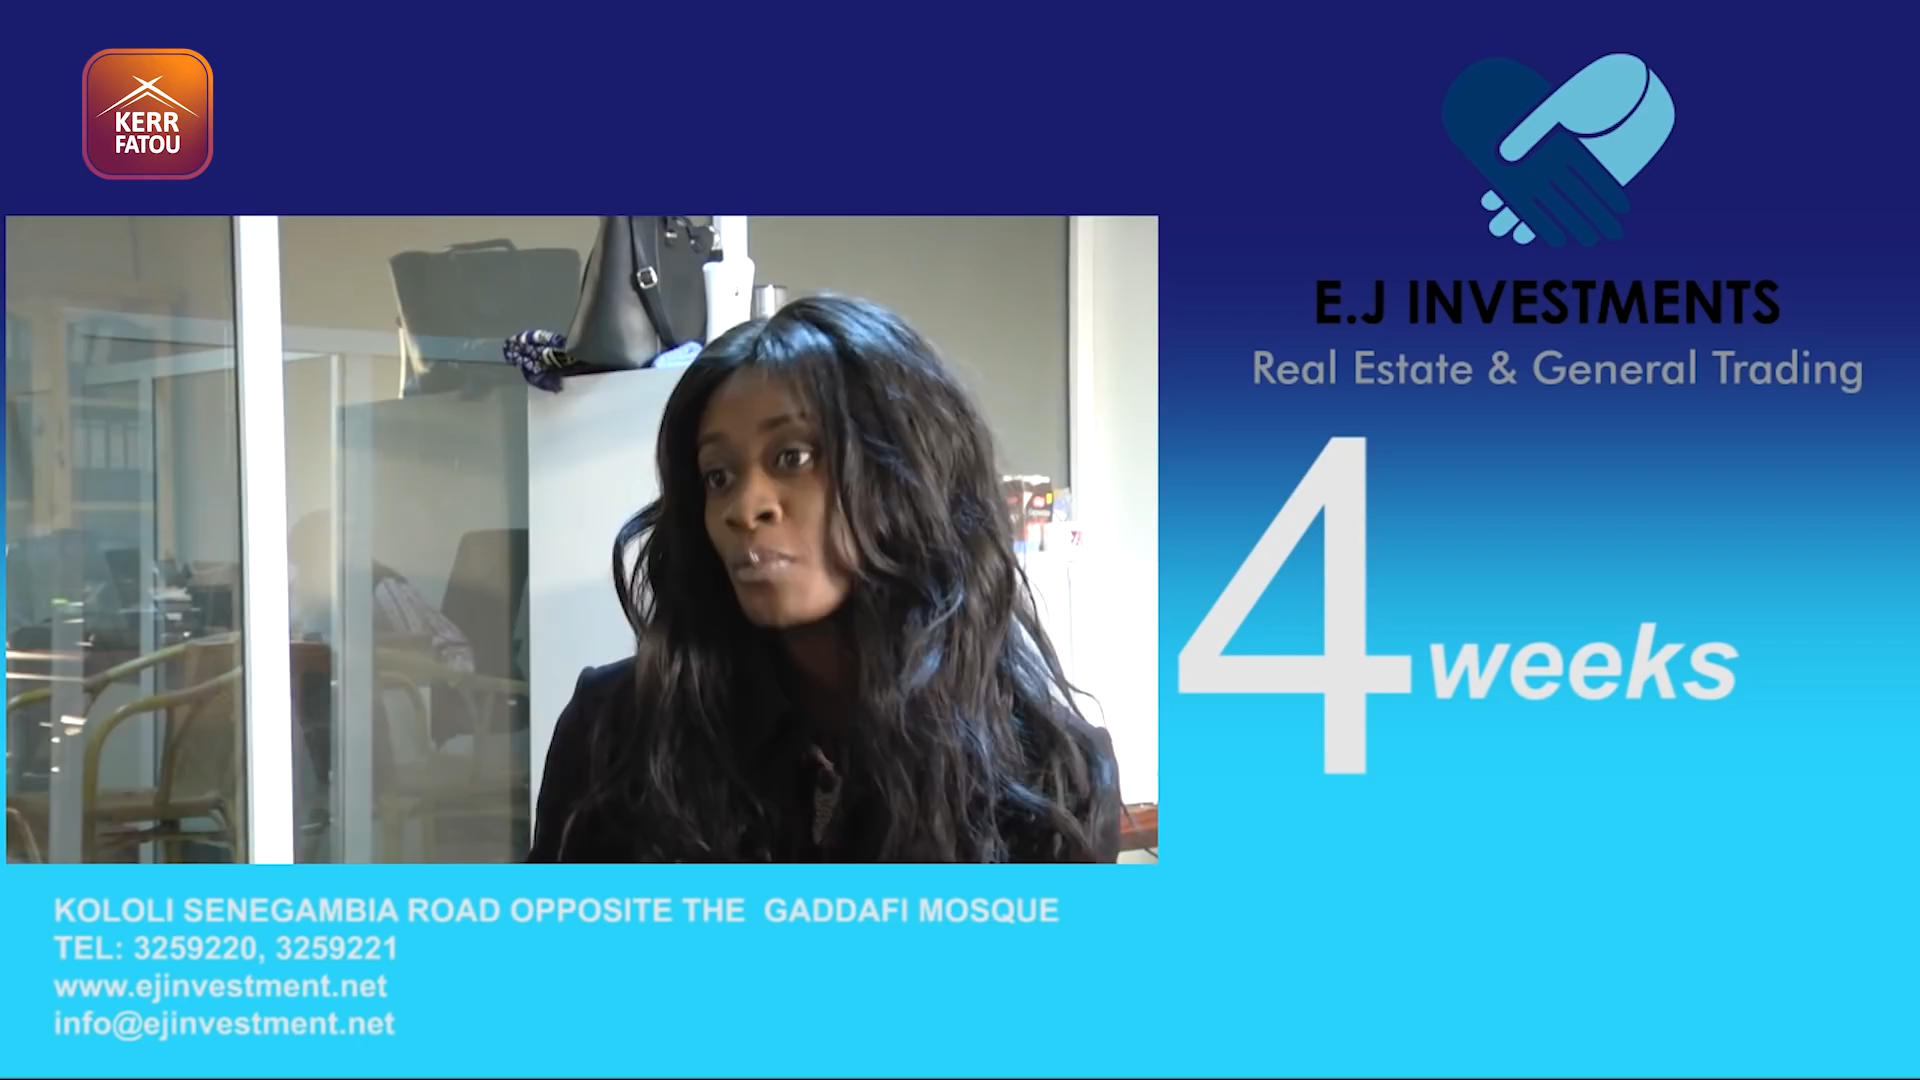 KERR
FATOU
E.J INVESTMENTS
Real Estate & General Trading
4 weeks
KOLOLI SENEGAMBIA ROAD OPPOSITE THE GADDAFI MOSQUE
TEL: 3259220, 3259221
www.ejinvestment.net
info@ejinvestment.net